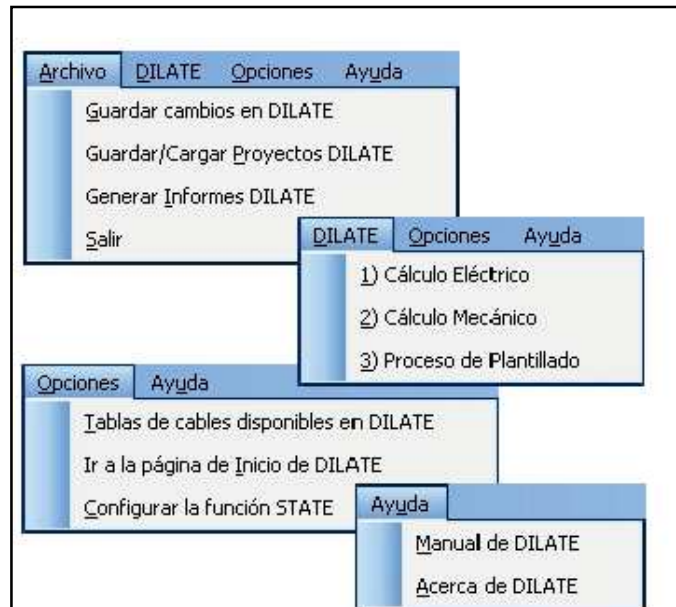 Archivo DILATE Opciones Ayuda
Guardar cambios en DILATE
Guardar/Cargar Proyectos DILATE
Generar Informes DILATE
Salir
DILATE Opciones Ayuda
1) Cálculo Eléctrico
2) Cálculo Mecánico
3) Proceso de Plantillado
Opciones Ayuda
Tablas de cables disponibles en DILATE
Ir a la página de Inicio de DILATE
Configurar la función STATE
Ayuda
Manual de DILATE
Acerca de DILATE